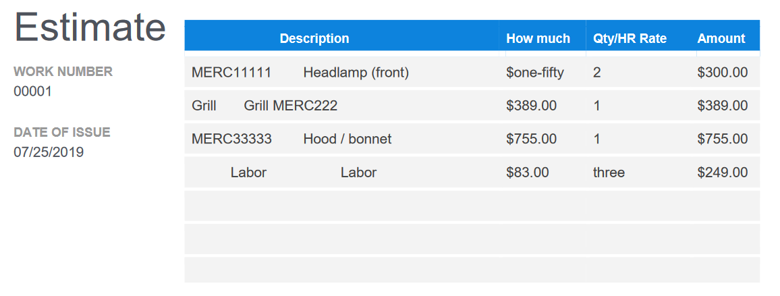 Estimate
WORK NUMBER
00001
DATE OF ISSUE
07/25/2019
Description How much Qty/HR Rate Amount
MERC11111 Headlamp (front) $one-fifty 2 $300.00
Grill Grill MERC222 $389.00 1 $389.00
MERC33333 Hood / bonnet $755.00 1 $755.00
Labor Labor $83.00 three $249.00